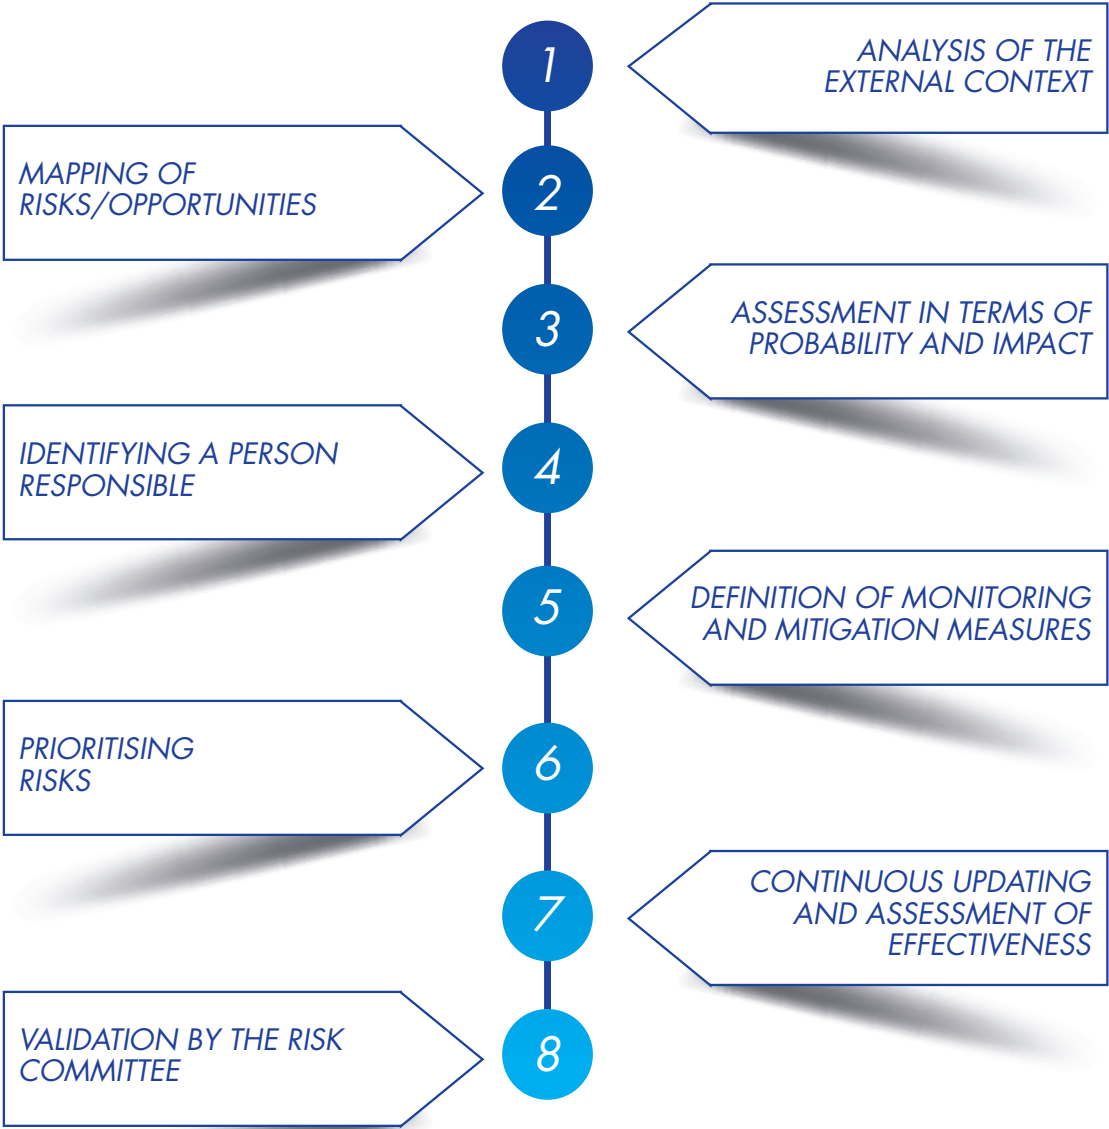 1
ANALYSIS OF THE
EXTERNAL CONTEXT
MAPPING OF
RISKS/OPPORTUNITIES
2
3
ASSESSMENT IN TERMS OF
PROBABILITY AND IMPACT
IDENTIFYING A PERSON
RESPONSIBLE
4
5
DEFINITION OF MONITORING
AND MITIGATION MEASURES
PRIORITISING
RISKS
6
7
CONTINUOUS UPDATING
AND ASSESSMENT OF
EFFECTIVENESS
VALIDATION BY THE RISK
COMMITTEE
8